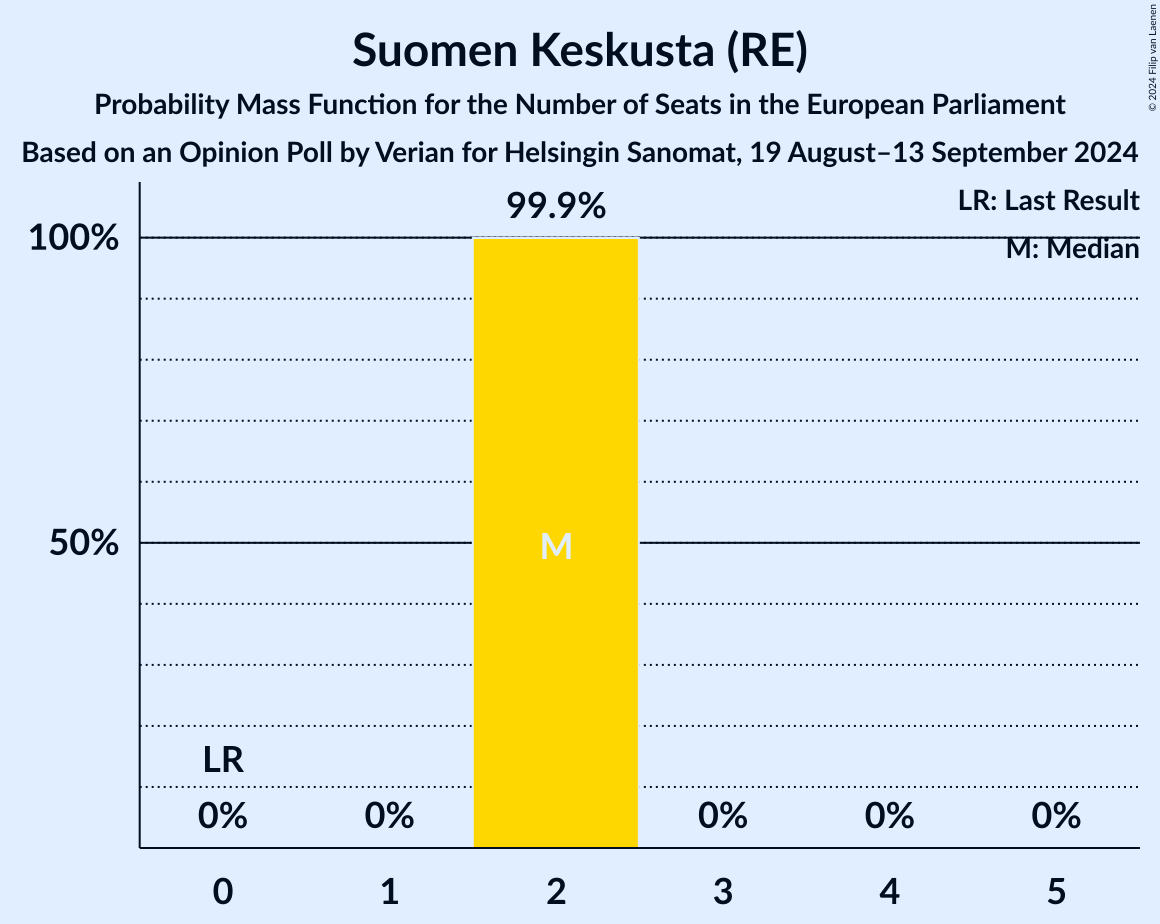 Suomen Keskusta (RE)
Probability Mass Function for the Number of Seats in the European Parliament
Based on an Opinion Poll by Verian for Helsingin Sanomat, 19 August–13 September 2024
© 2024 Filip van Laenen
LR: Last Result
M: Median
99.9%
100%
50%
M
LR
0% 0% 0% 0% 0%
0 1 2 3 4 5